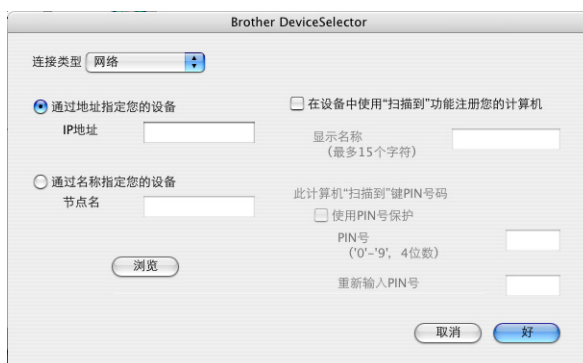 Brother DeviceSelector
连接类型 网络
通过地址指定您的设备
IP地址
通过名称指定您的设备
节点名
浏览
在设备中使用“扫描到”功能注册您的计算机
显示名称
(最多15个字符)
此计算机“扫描到”键PIN号码
使用PIN号保护
PIN号
('0'-'9', 4位数)
重新输入PIN号
取消 好